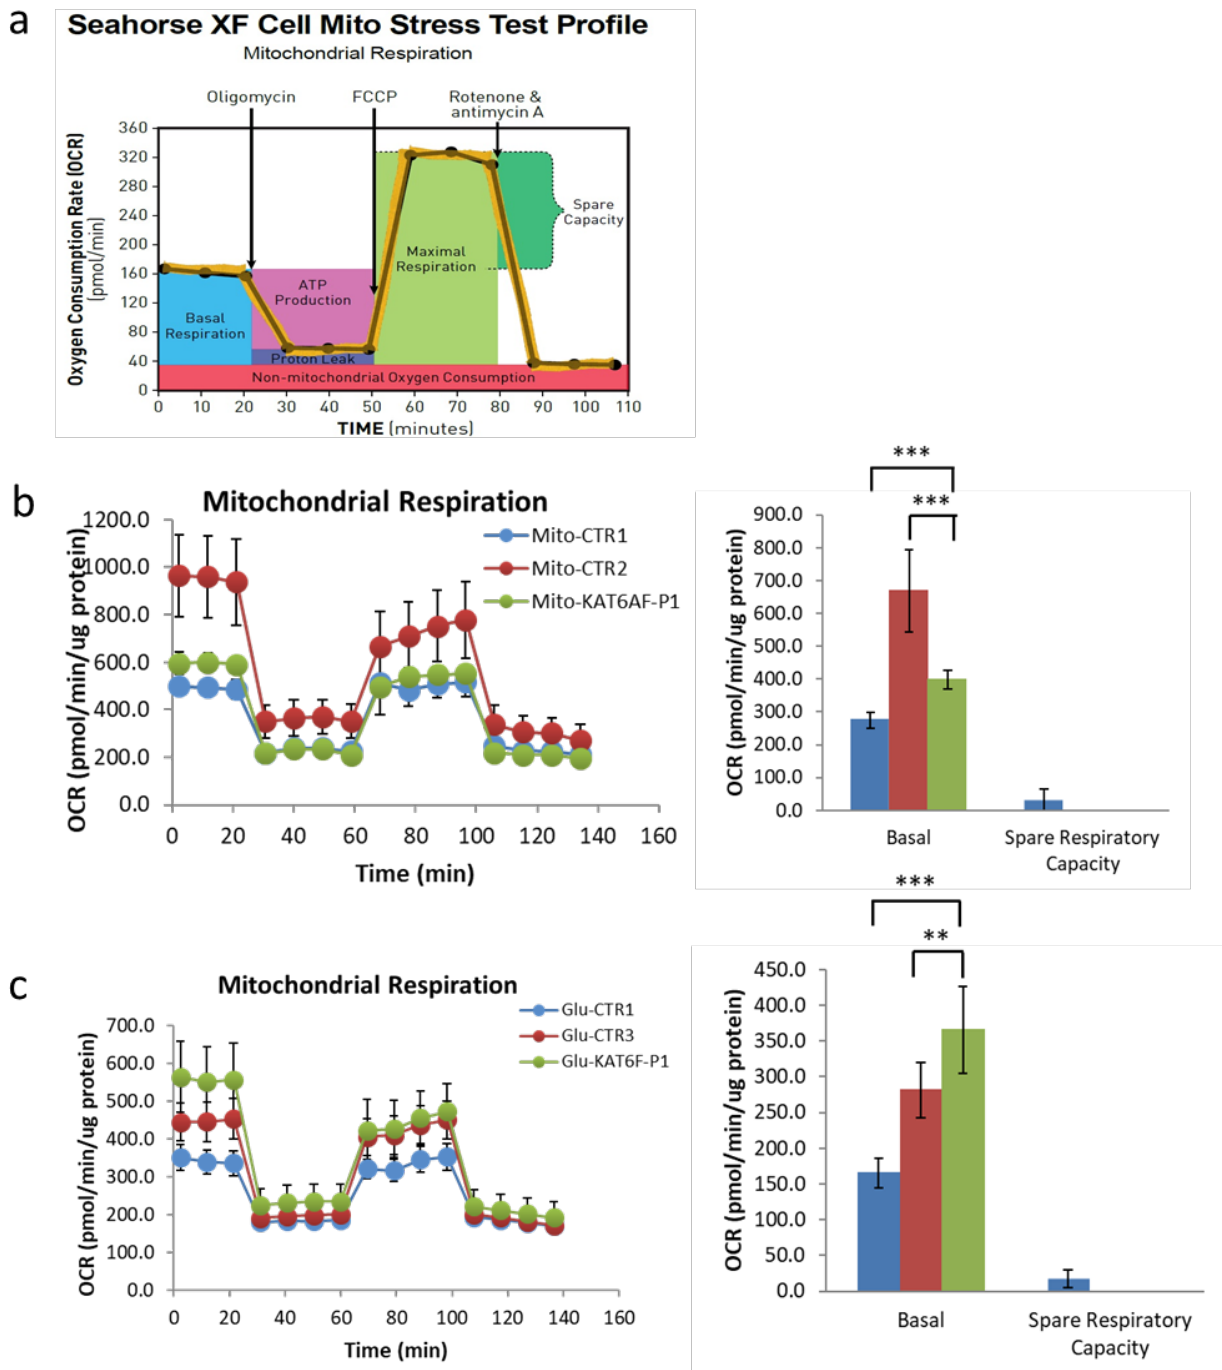 a
Seahorse XF Cell Mito Stress Test Profile
Mitochondrial Respiration
Oligomycin
FCCP
Rotenone &
antimycin A
Oxygen Consumption Rate (OCR)
(pmol/min)
360
320
280
240
200
160
120
80
40
0
Basal
Respiration
ATP
Production
Proton Leak
Maximal
Respiration
Spare
Capacity
Non-mitochondrial Oxygen Consumption
0 10 20 30 40 50 60 70 80 90 100 110
TIME (minutes)
b
Mitochondrial Respiration
OCR (pmol/min/ug protein)
1200.0
1000.0
800.0
600.0
400.0
200.0
0.0
Mito-CTR1
Mito-CTR2
Mito-KAT6AF-P1
0 20 40 60 80 100 120 140 160
Time (min)
***
***
OCR (pmol/min/ug protein)
900.0
800.0
700.0
600.0
500.0
400.0
300.0
200.0
100.0
0.0
Basal
Spare Respiratory
Capacity
c
Mitochondrial Respiration
OCR (pmol/min/ug protein)
700.0
600.0
500.0
400.0
300.0
200.0
100.0
0.0
Glu-CTR1
Glu-CTR3
Glu-KAT6F-P1
0 20 40 60 80 100 120 140 160
Time (min)
***
**
OCR (pmol/min/ug protein)
450.0
400.0
350.0
300.0
250.0
200.0
150.0
100.0
50.0
0.0
Basal
Spare Respiratory
Capacity